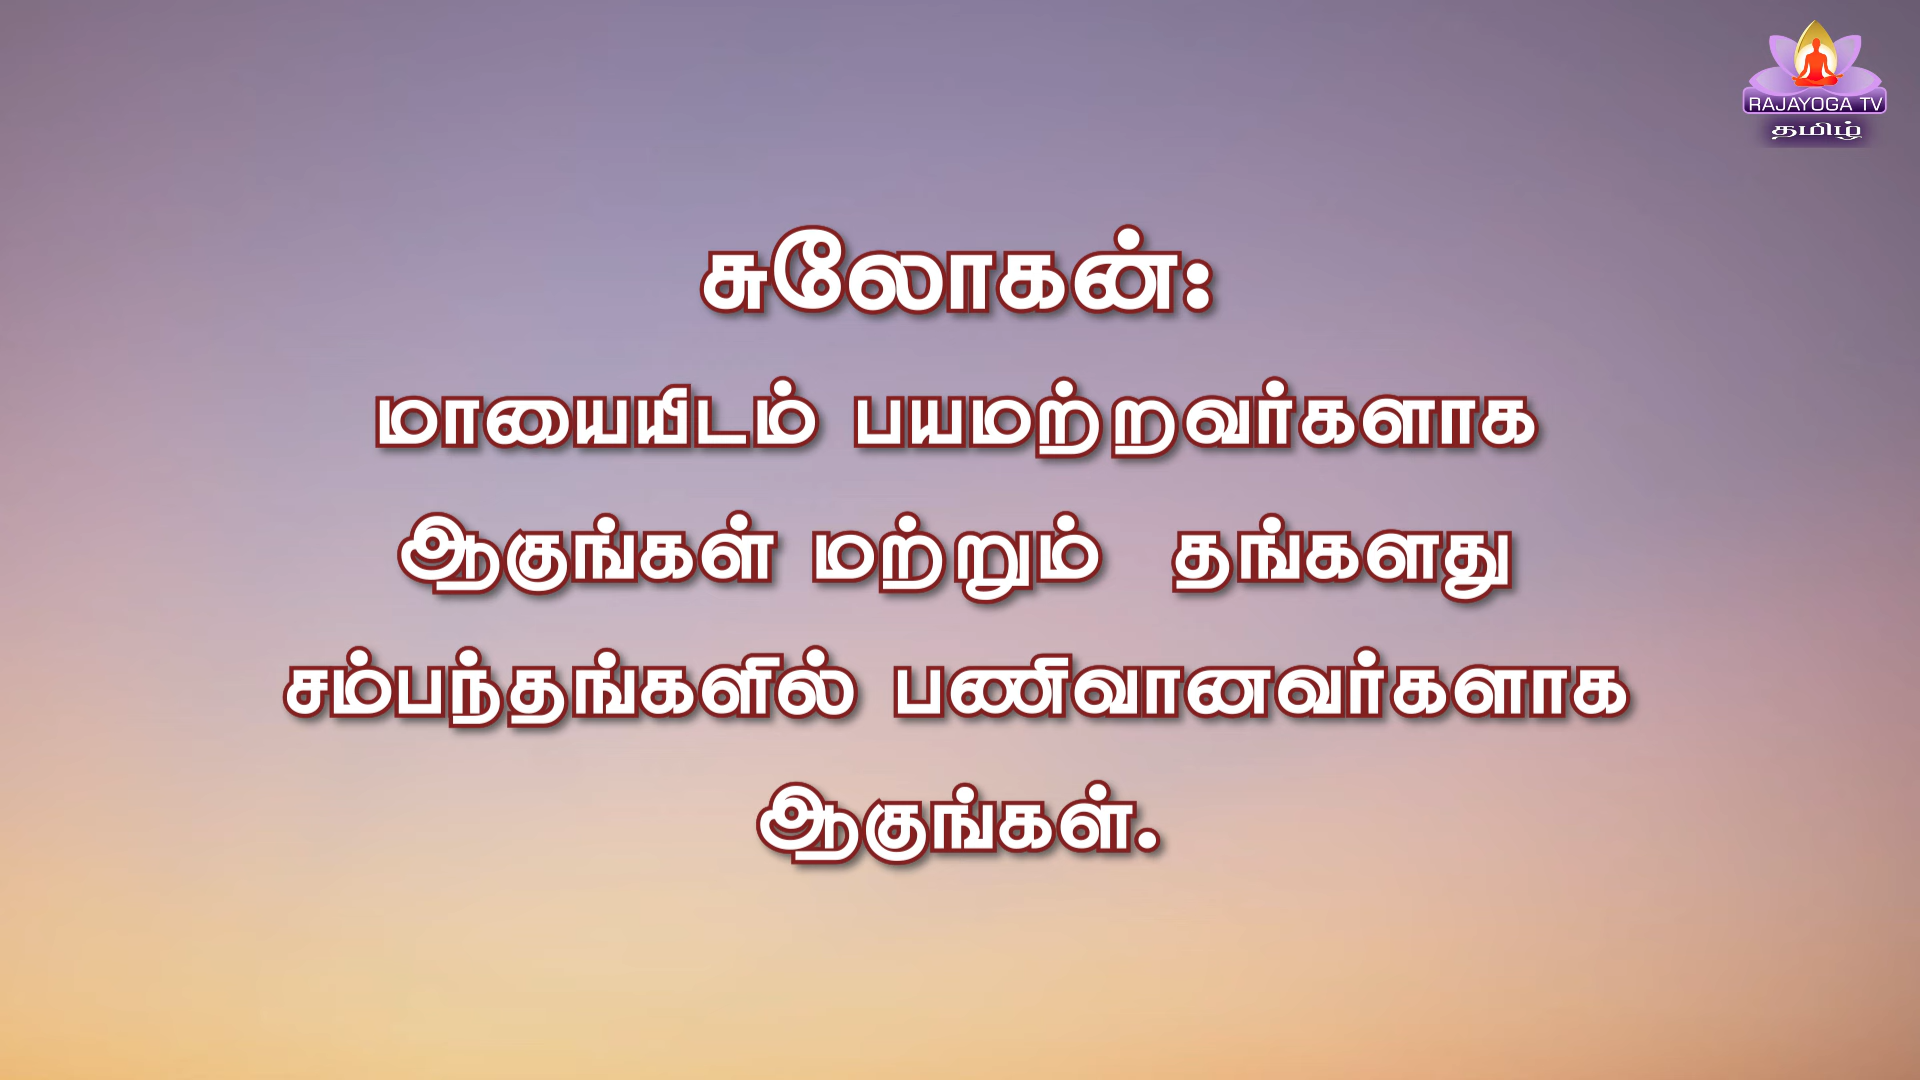 RAJAYOGA TV
தமிழ்
சுலோகன்:
மாயையிடம் பயமற்றவர்களாக
ஆகுங்கள் மற்றும் தங்களது
சம்பந்தங்களில் பணிவானவர்களாக
ஆகுங்கள்.